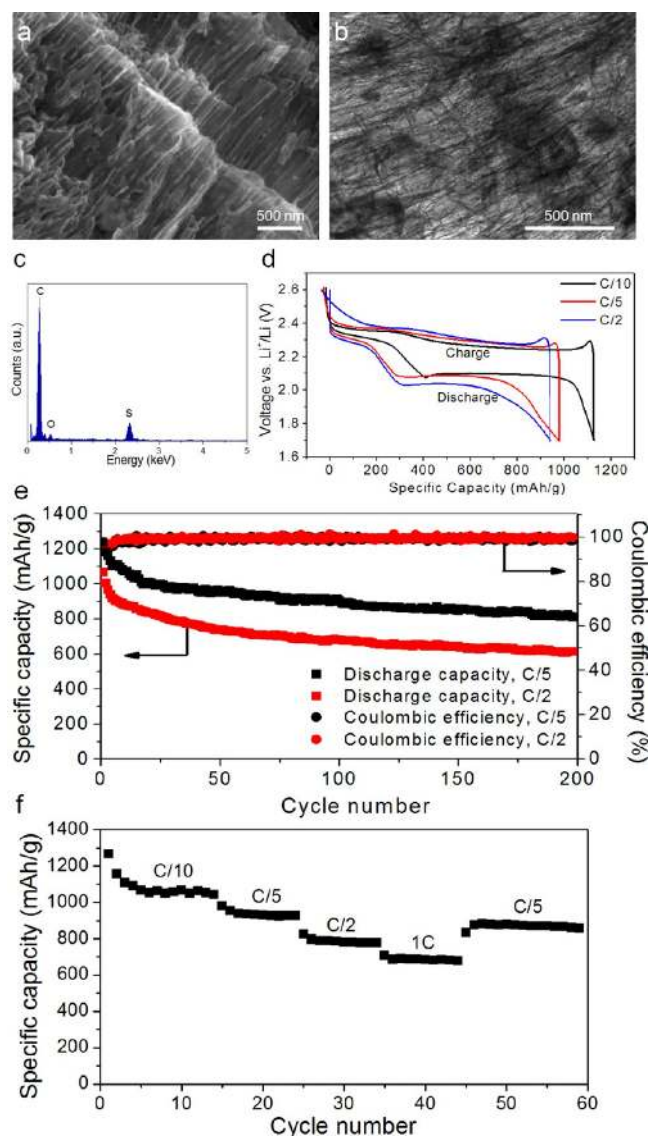 a
500 nm
b
500 nm
c
C
O
S
Counts (a.u.)
0 1 2 3 4 5
Energy (keV)
d
C/10
C/5
C/2
Charge
Discharge
Voltage vs. Li⁺/Li (V)
2.6
2.4
2.2
2.0
1.8
1.6
0 200 400 600 800 1000 1200
Specific Capacity (mAh/g)
e
Specific capacity (mAh/g)
1400
1200
1000
800
600
400
200
0
Discharge capacity, C/5
Discharge capacity, C/2
Coulombic efficiency, C/5
Coulombic efficiency, C/2
100
80
60
40
20
0
Coulombic efficiency (%)
0 50 100 150 200
Cycle number
f
Specific capacity (mAh/g)
1400
1200
1000
800
600
400
200
0
C/10
C/5
C/2
1C
C/5
0 10 20 30 40 50 60
Cycle number